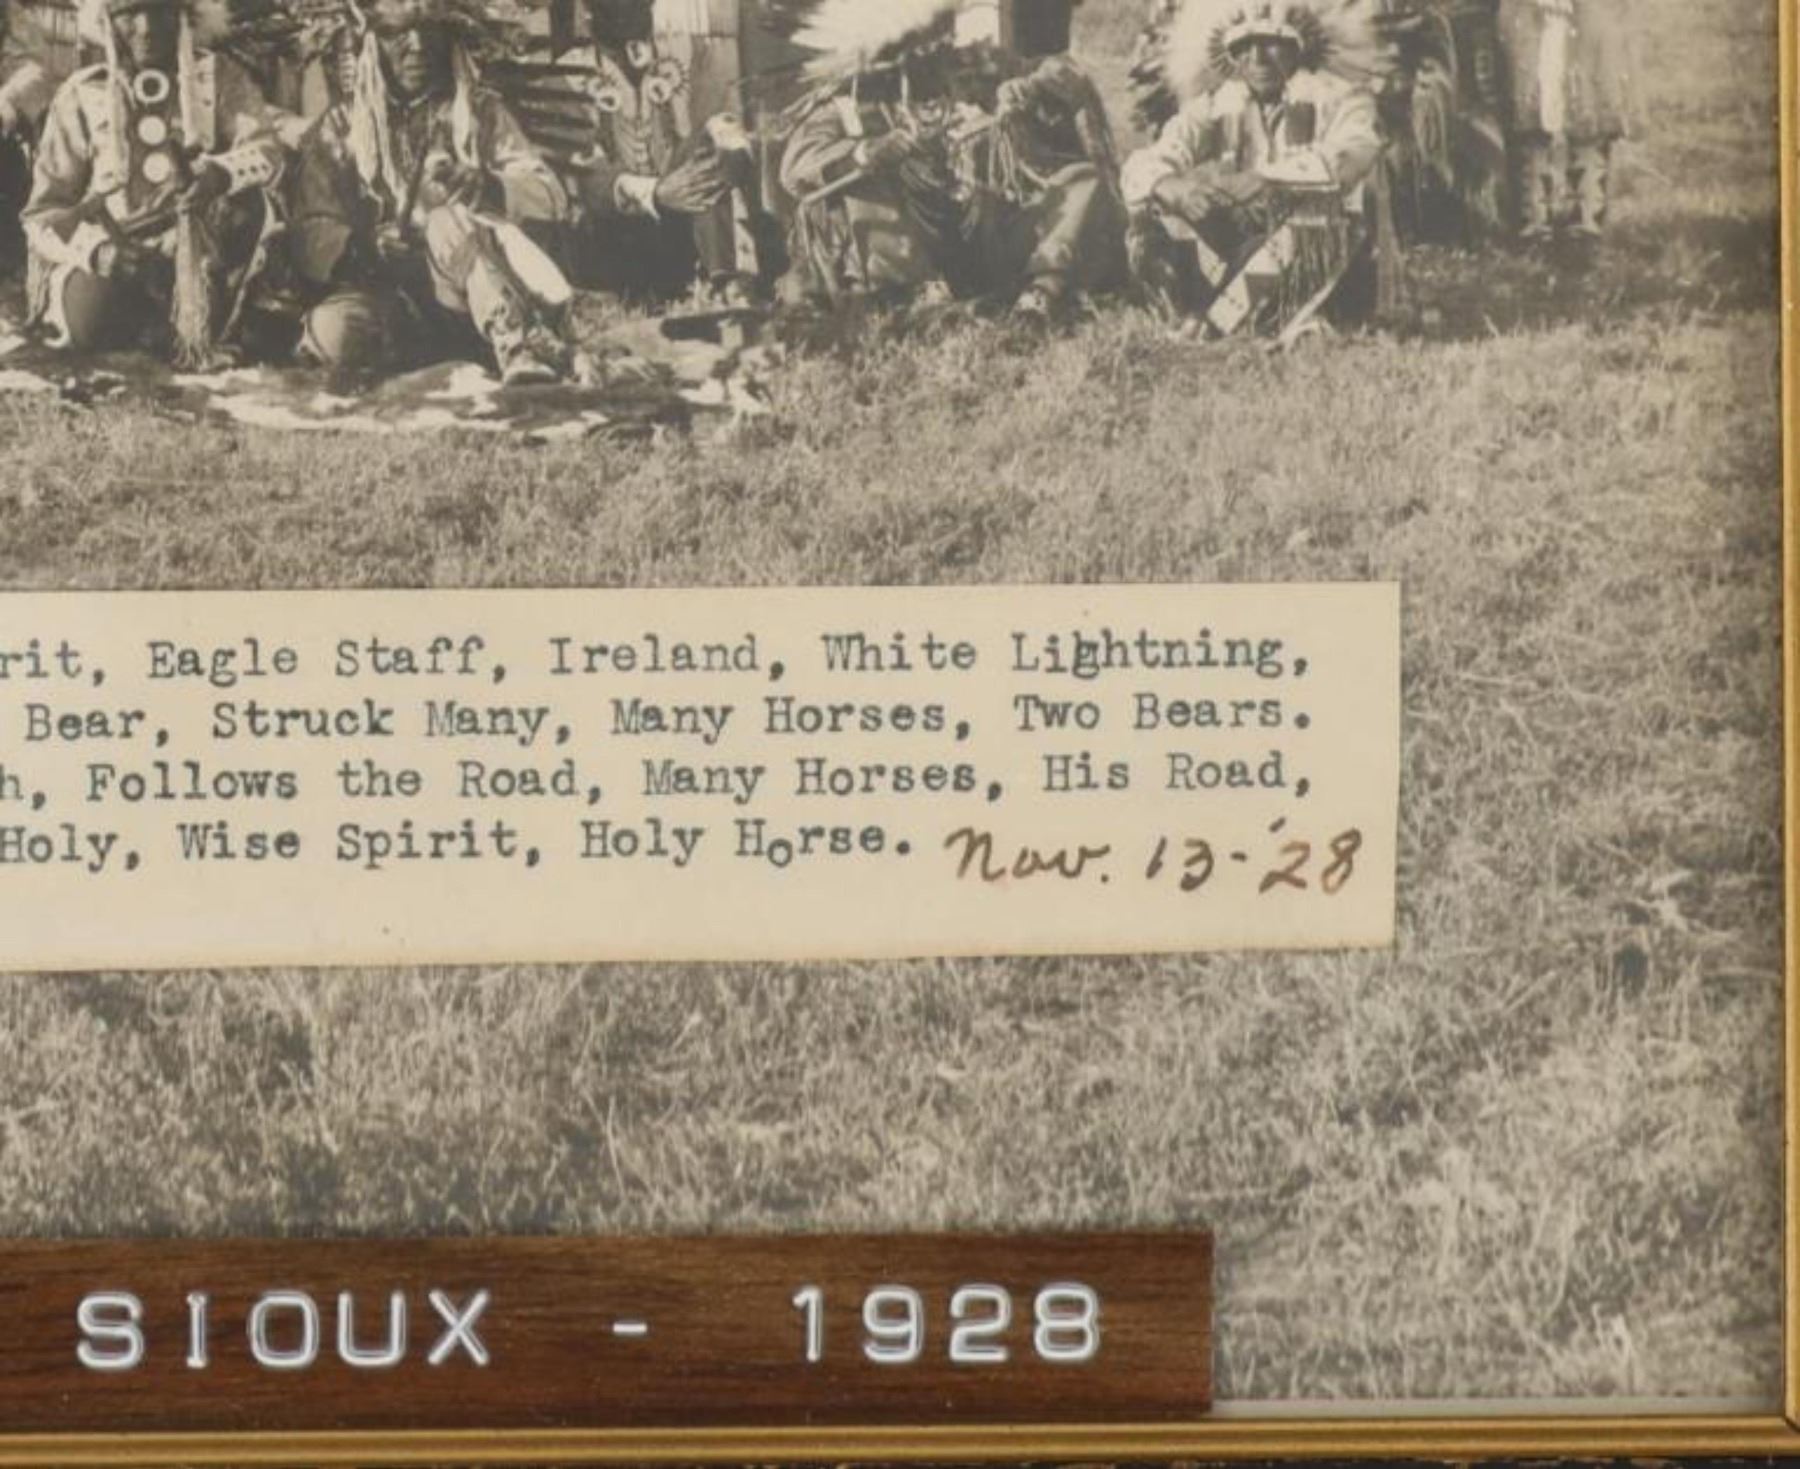 rit, Eagle Staff, Ireland, White Lightning,
Bear, Struck Many, Many Horses, Two Bears.
h, Follows the Road, Many Horses, His Road,
Holy, Wise Spirit, Holy Horse. Nov. 13-'28
SIOUX - 1928